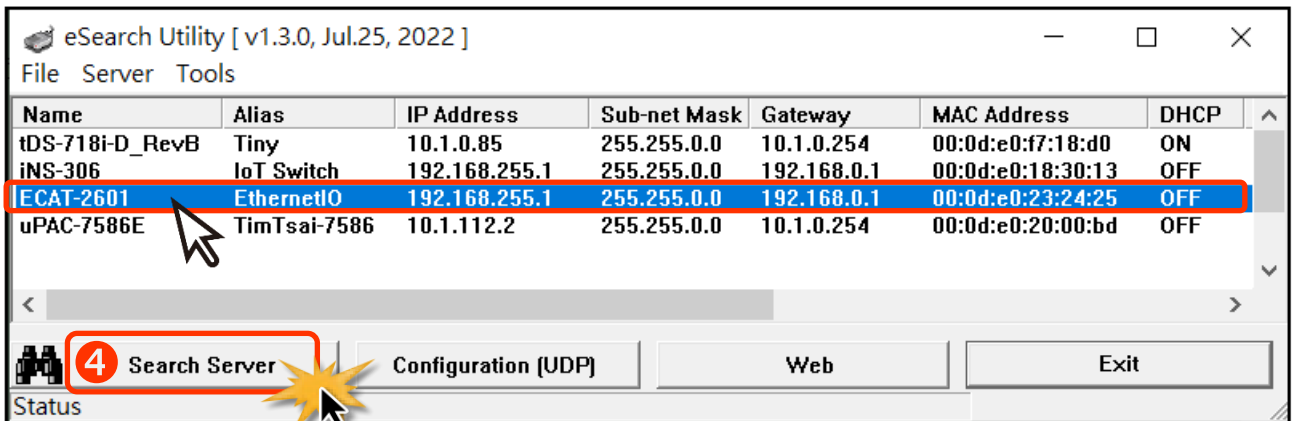 eSearch Utility [ v1.3.0, Jul.25, 2022 ]
File Server Tools
Name Alias IP Address Sub-net Mask Gateway MAC Address DHCP
tDS-718i-D_RevB Tiny 10.1.0.85 255.255.0.0 10.1.0.254 00:0d:e0:f7:18:d0 ON
iNS-306 IoT Switch 192.168.255.1 255.255.0.0 192.168.0.1 00:0d:e0:18:30:13 OFF
ECAT-2601 EthernetIO 192.168.255.1 255.255.0.0 192.168.0.1 00:0d:e0:23:24:25 OFF
uPAC-7586E TimTsai-7586 10.1.112.2 255.255.0.0 10.1.0.254 00:0d:e0:20:00:bd OFF
4 Search Server Configuration (UDP) Web Exit
Status